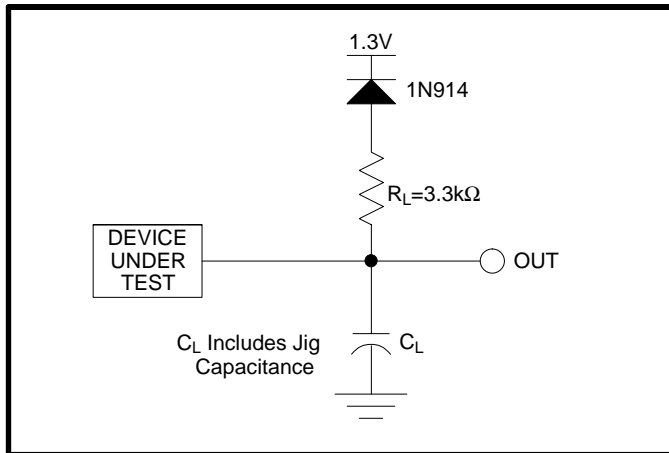 1.3V
1N914
R_L=3.3kΩ
DEVICE
UNDER
TEST
OUT
C_L Includes Jig
Capacitance
C_L